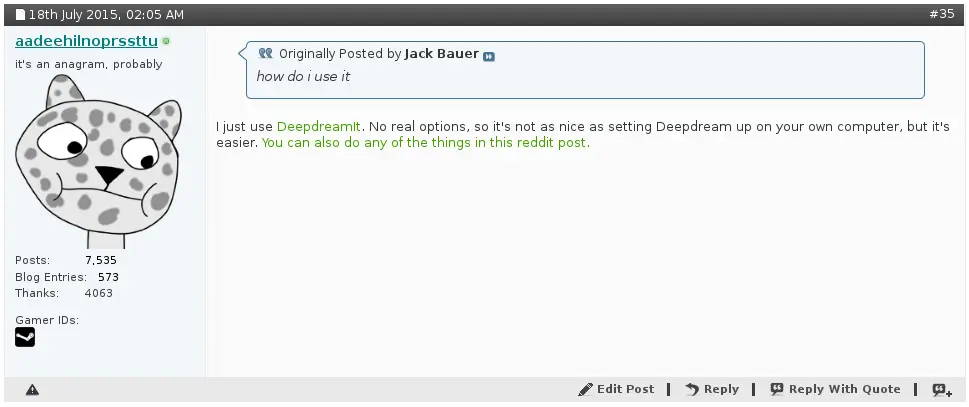 18th July 2015, 02:05 AM #35
aadeehilnoprssttu
it's an anagram, probably
Posts: 7,535
Blog Entries: 573
Thanks: 4063
Gamer IDs:
Originally Posted by Jack Bauer
how do i use it
I just use DeepdreamIt. No real options, so it's not as nice as setting Deepdream up on your own computer, but it's
easier. You can also do any of the things in this reddit post.
Edit Post | Reply | Reply With Quote |